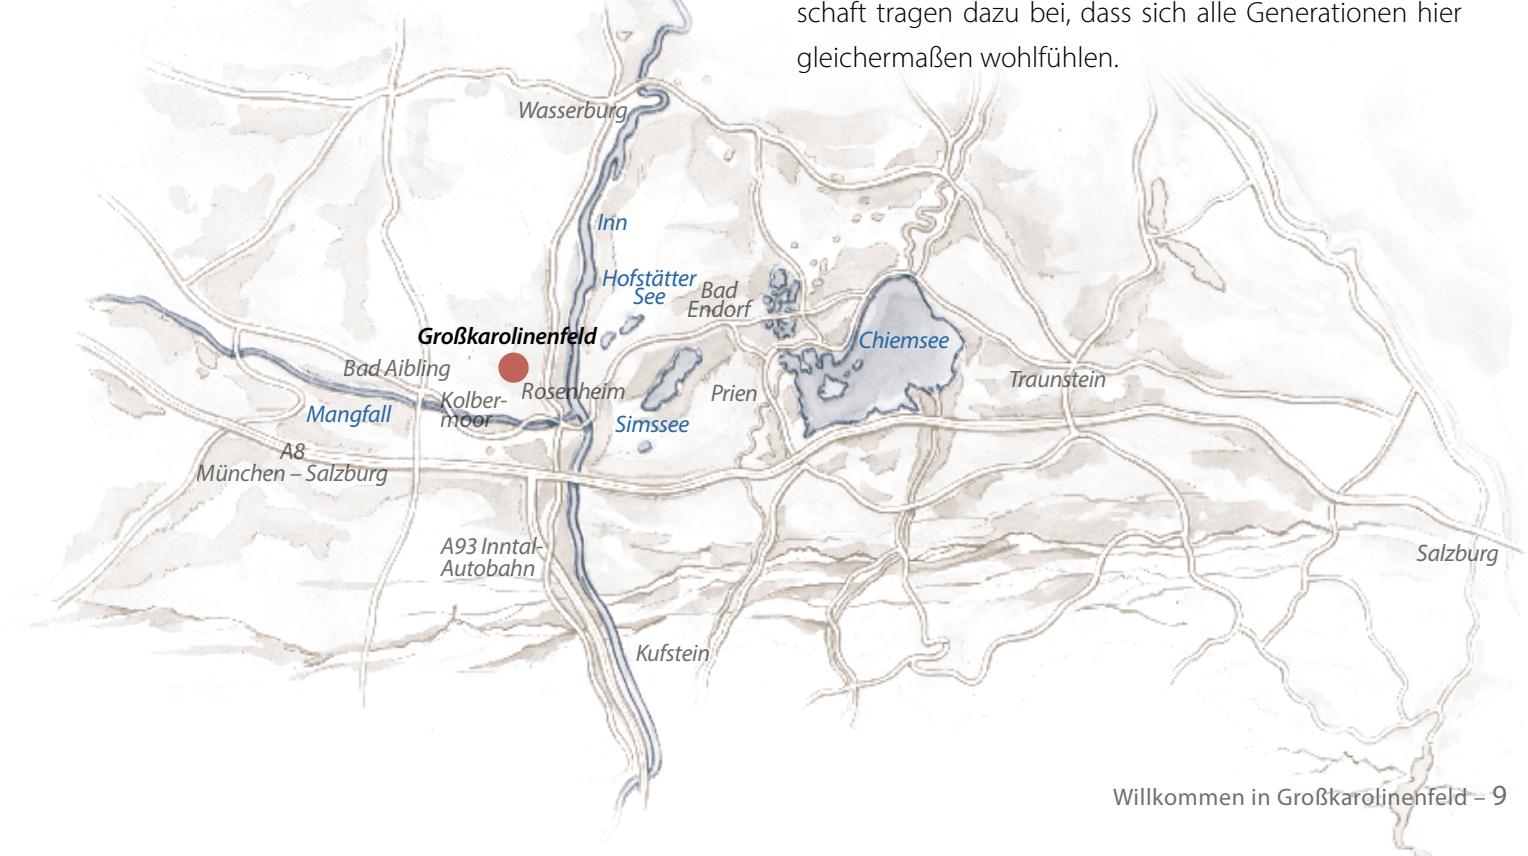 schaft tragen dazu bei, dass sich alle Generationen hier
gleichermaßen wohlfühlen.
Wasserburg
Inn
Hofstätter
See
Bad
Endorf
Großkarolinenfeld
Chiemsee
Bad Aibling
Rosenheim
Kolber-
moor
Prien
Traunstein
Mangfall
Simssee
A8
München – Salzburg
A93 Inntal-
Autobahn
Salzburg
Kufstein
Willkommen in Großkarolinenfeld – 9